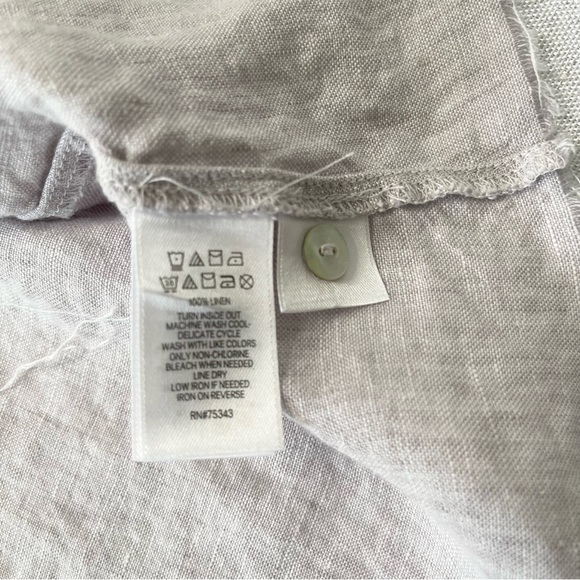 100% LINEN
TURN INSIDE OUT
MACHINE WASH COOL-
DELICATE CYCLE
WASH WITH LIKE COLORS
ONLY NON-CHLORINE
BLEACH WHEN NEEDED
LINE DRY
LOW IRON IF NEEDED
IRON ON REVERSE
RN#75343